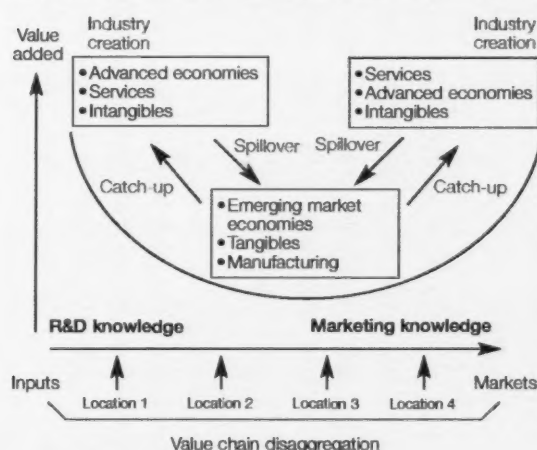 Value
added
Industry
creation
Industry
creation
• Advanced economies
• Services
• Intangibles
• Services
• Advanced economies
• Intangibles
Spillover
Spillover
Catch-up
Catch-up
• Emerging market
economies
• Tangibles
• Manufacturing
R&D knowledge
Marketing knowledge
Inputs
Markets
Location 1
Location 2
Location 3
Location 4
Value chain disaggregation